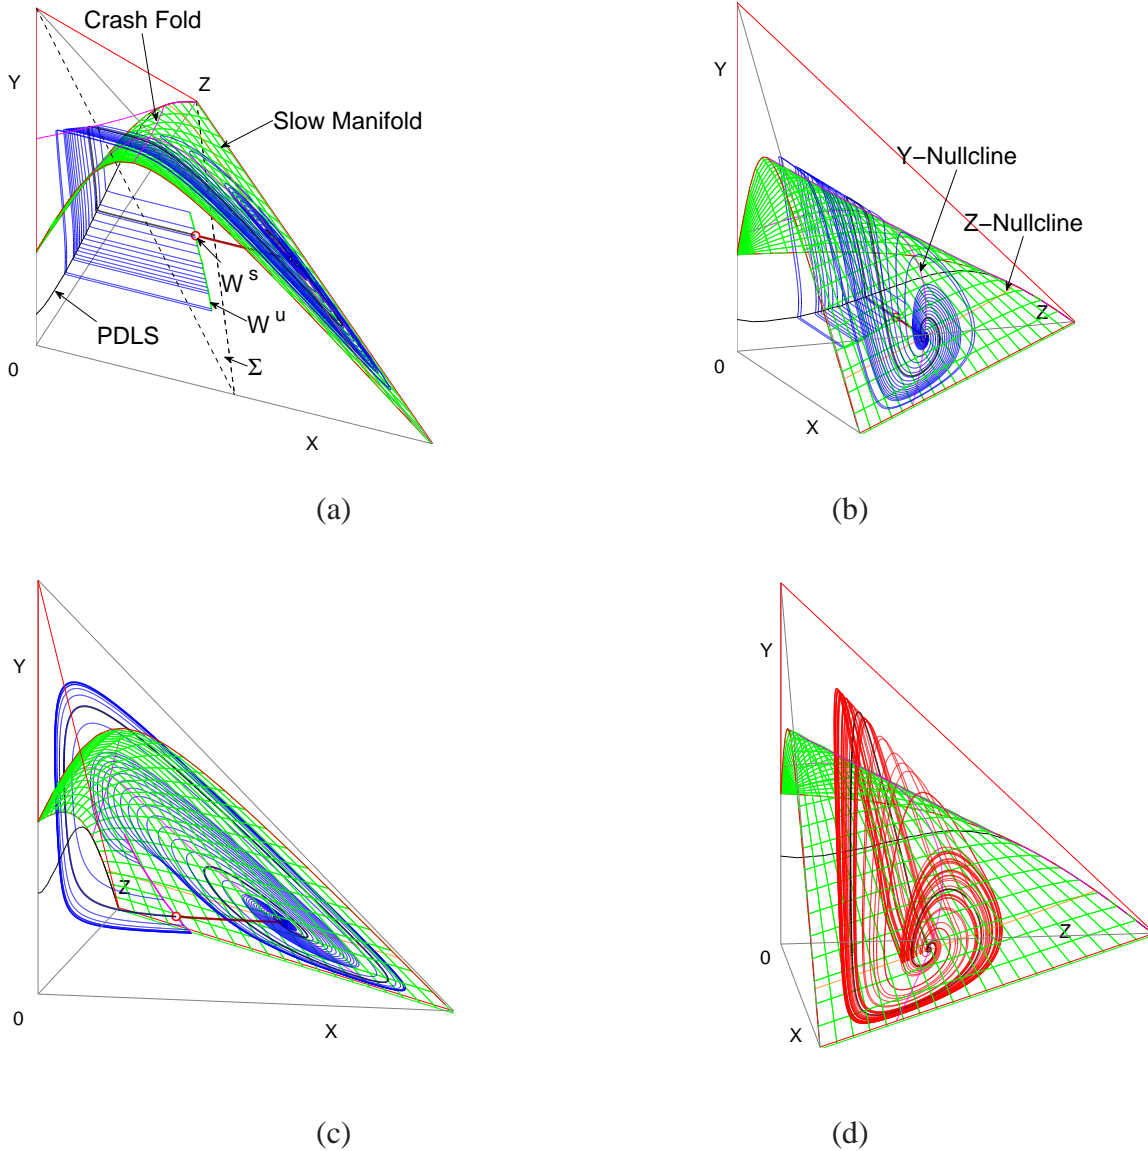 Crash Fold
Y
Z
Slow Manifold
W s
W u
PDLS
Σ
0
X
(a)
Y
Y–Nullcline
Z–Nullcline
Z
0
X
(b)
Y
Z
0
X
(c)
Y
Z
0
X
(d)